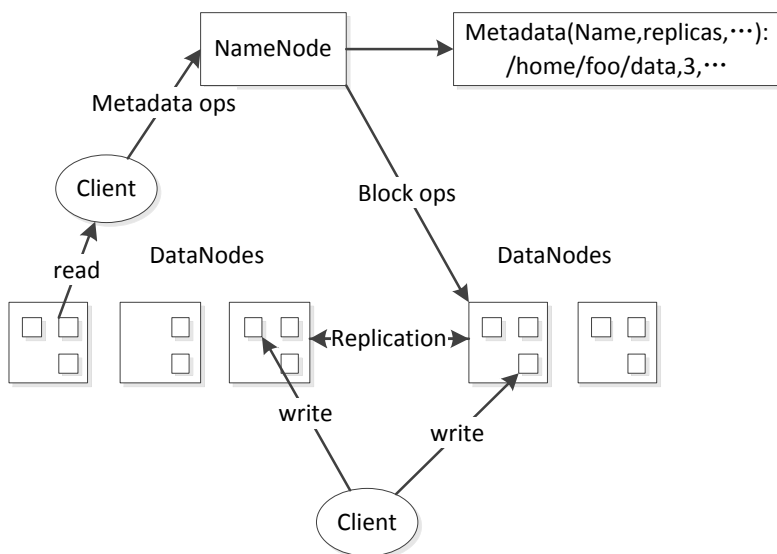 NameNode
Metadata(Name,replicas,⋯):
/home/foo/data,3,⋯
Metadata ops
Client
Block ops
read
DataNodes
DataNodes
Replication
write
write
Client